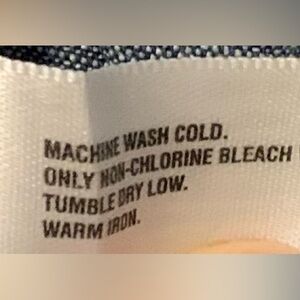 MACHINE WASH COLD.
ONLY NON-CHLORINE BLEACH
TUMBLE DRY LOW.
WARM IRON.